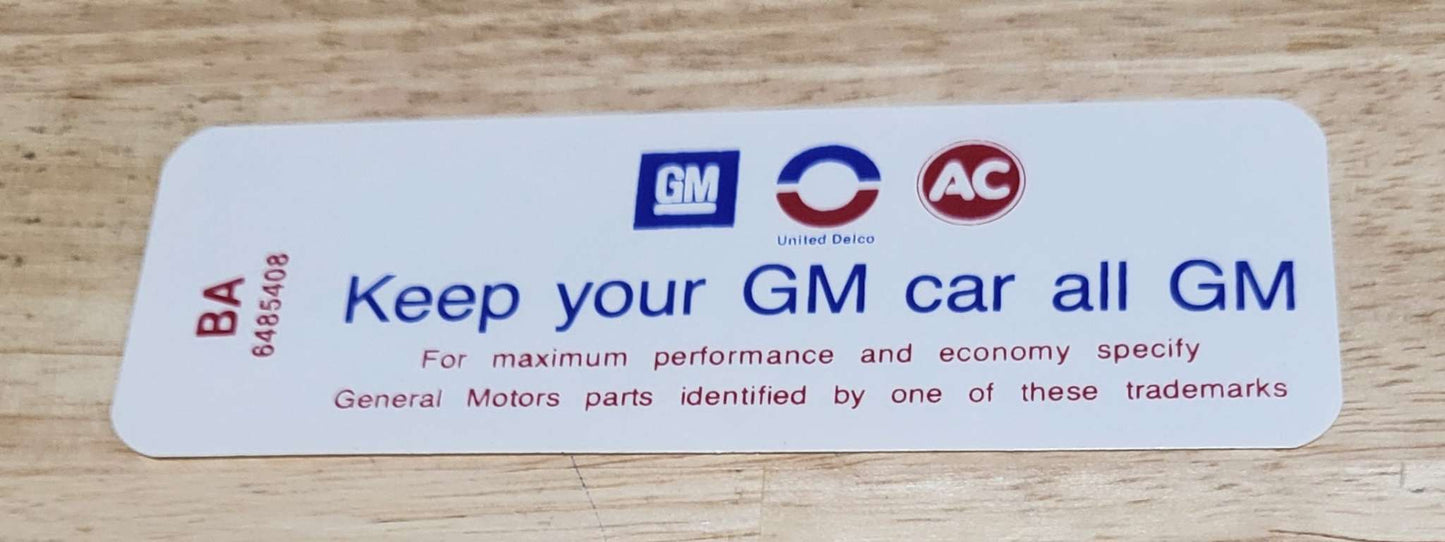 BA
6485408
GM
AC
United Delco
Keep your GM car all GM
For maximum performance and economy specify
General Motors parts identified by one of these trademarks